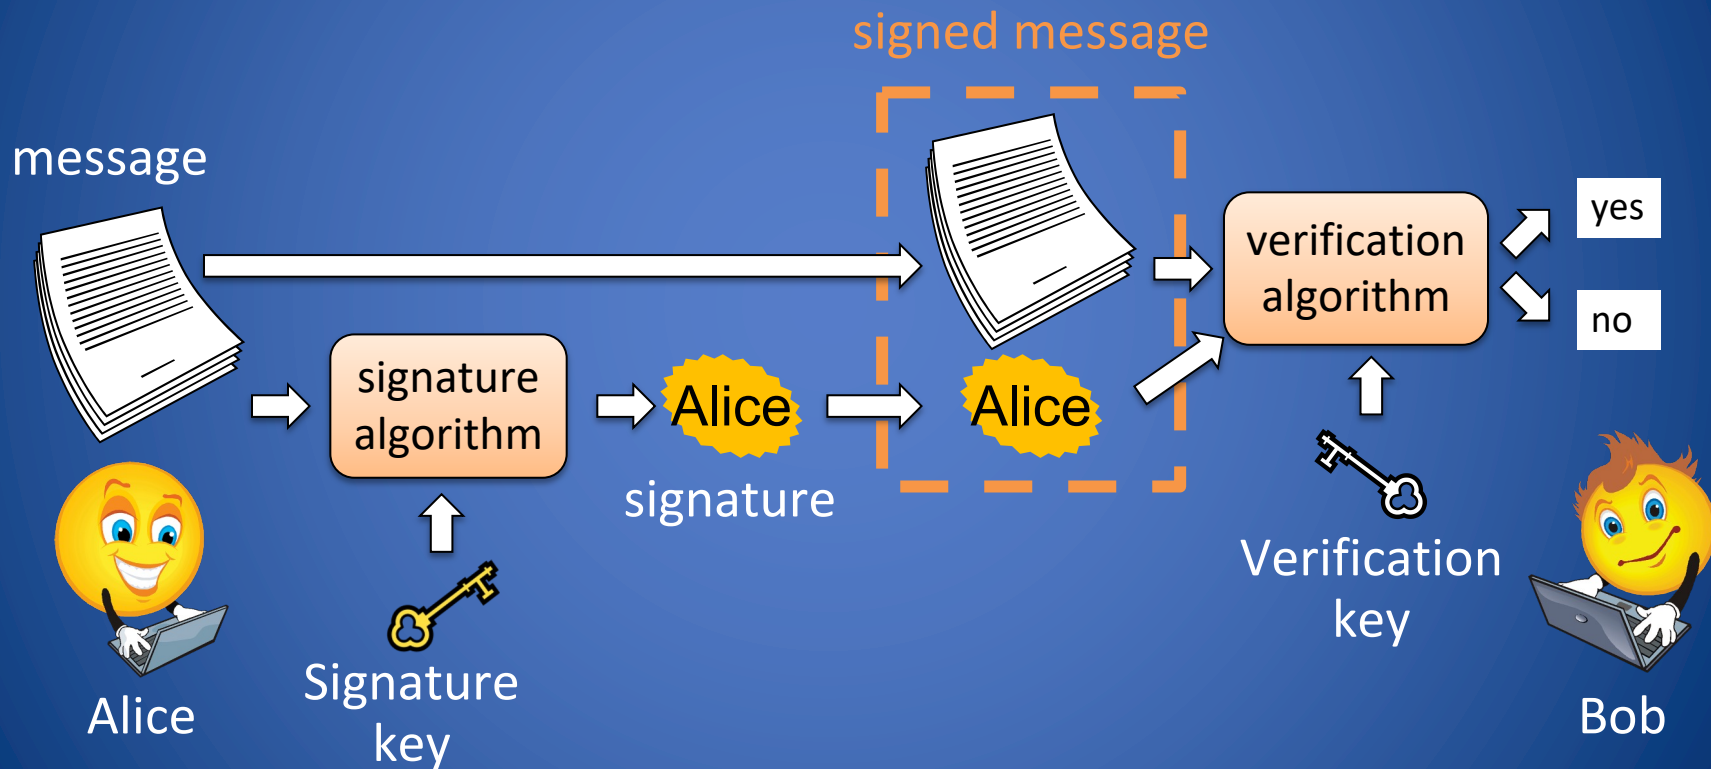 signed message
message
yes
verification
algorithm
no
signature
algorithm
Alice
Alice
signature
Verification
key
Signature
key
Alice
Bob